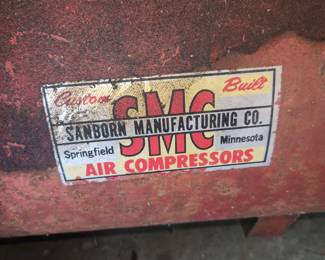 Custom Built
SMC
SANBORN MANUFACTURING CO.
Springfield Minnesota
AIR COMPRESSORS